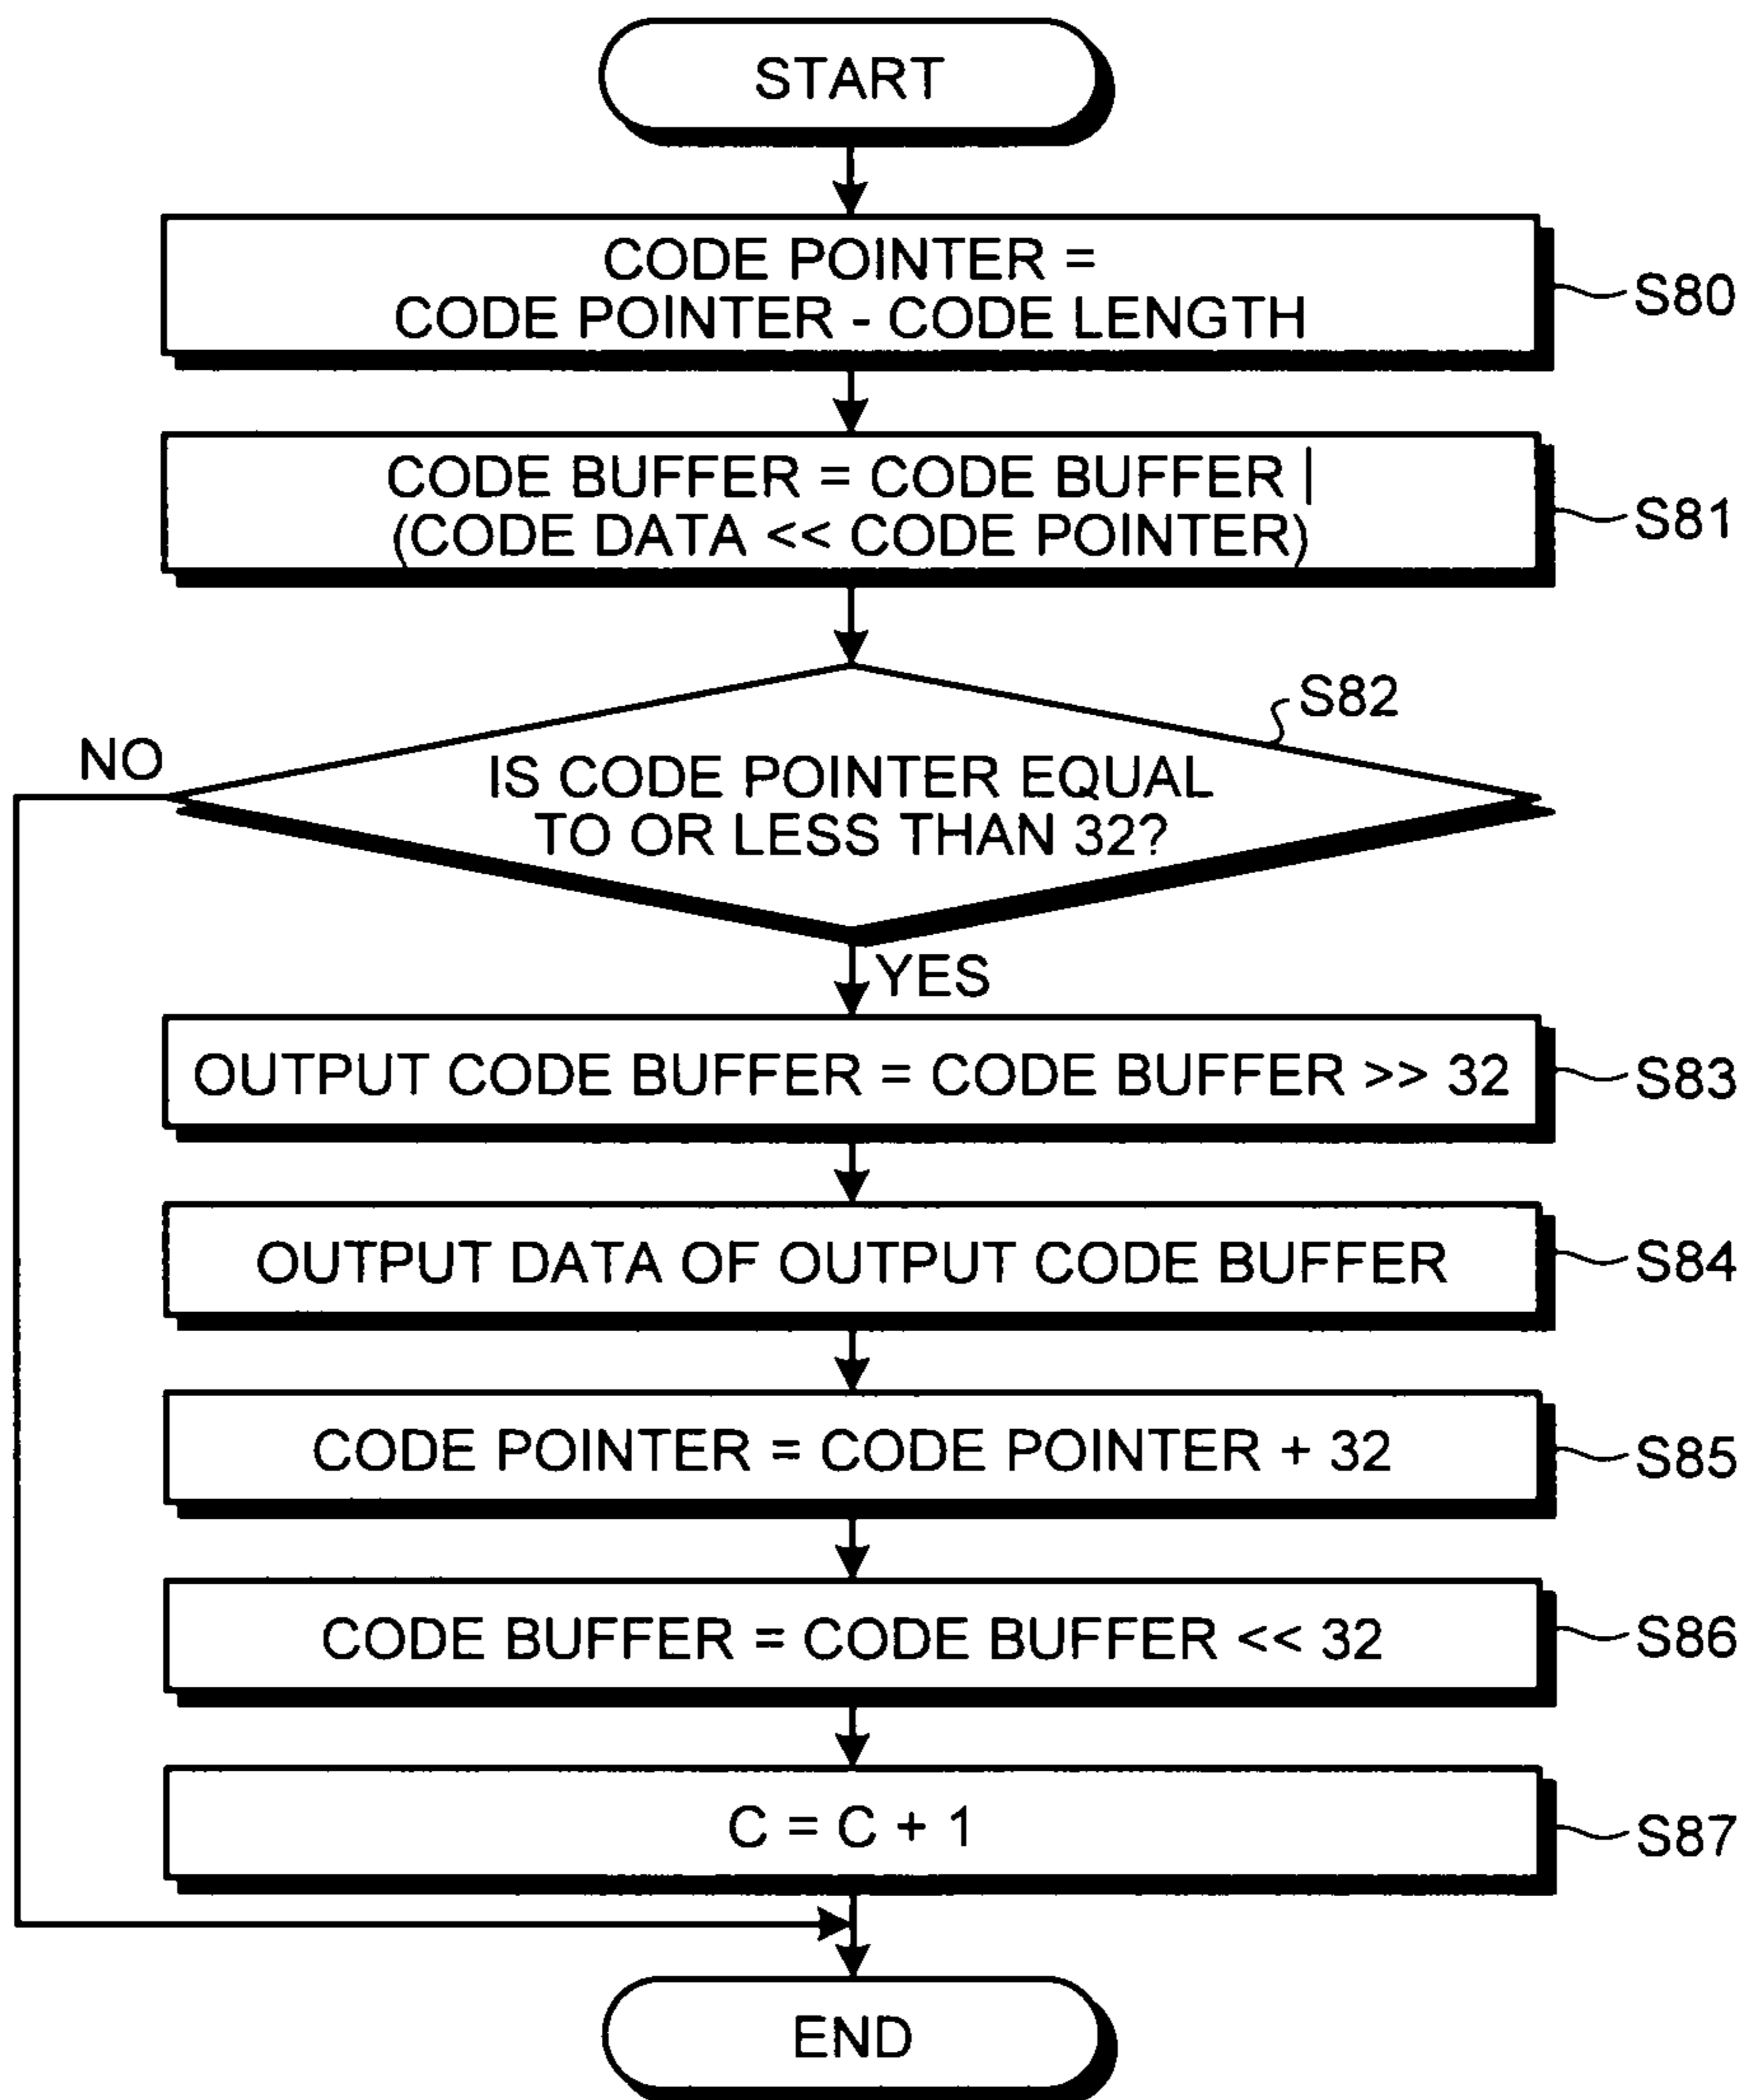 START
CODE POINTER =
CODE POINTER - CODE LENGTH
S80
CODE BUFFER = CODE BUFFER |
(CODE DATA << CODE POINTER)
S81
S82
NO
IS CODE POINTER EQUAL
TO OR LESS THAN 32?
YES
OUTPUT CODE BUFFER = CODE BUFFER >> 32
S83
OUTPUT DATA OF OUTPUT CODE BUFFER
S84
CODE POINTER = CODE POINTER + 32
S85
CODE BUFFER = CODE BUFFER << 32
S86
C = C + 1
S87
END